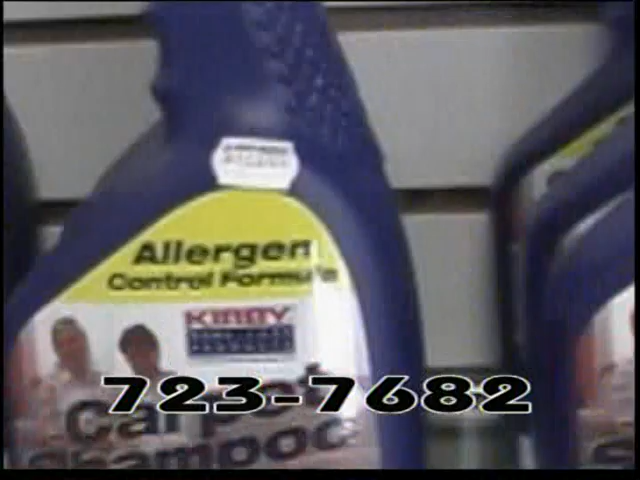 Allergen
Control Formula
KIRBY
Carpet
Shampoo
723-7682